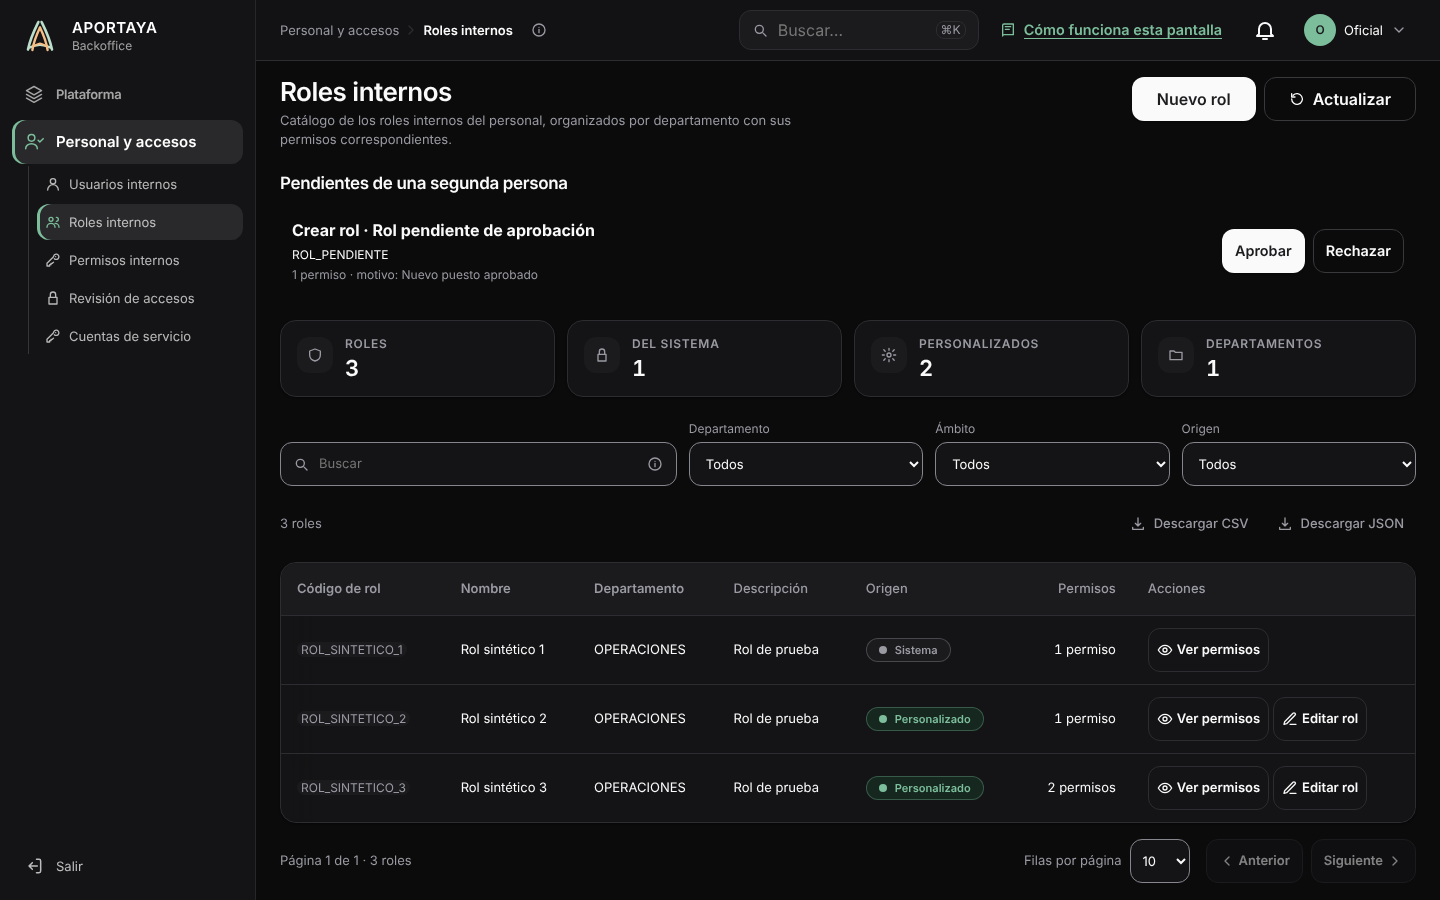 APORTAYA
Backoffice
Plataforma
Personal y accesos
Usuarios internos
Roles internos
Permisos internos
Revisión de accesos
Cuentas de servicio
Salir
Personal y accesos
Roles internos
Buscar...
⌘K
Cómo funciona esta pantalla
O
Oficial
Roles internos
Catálogo de los roles internos del personal, organizados por departamento con sus
permisos correspondientes.
Nuevo rol
Actualizar
Pendientes de una segunda persona
Crear rol · Rol pendiente de aprobación
ROL_PENDIENTE
1 permiso · motivo: Nuevo puesto aprobado
Aprobar
Rechazar
ROLES
3
DEL SISTEMA
1
PERSONALIZADOS
2
DEPARTAMENTOS
1
Buscar
Departamento
Todos
Ámbito
Todos
Origen
Todos
3 roles
Descargar CSV
Descargar JSON
Código de rol Nombre Departamento Descripción Origen Permisos Acciones
ROL_SINTETICO_1 Rol sintético 1 OPERACIONES Rol de prueba Sistema 1 permiso Ver permisos
ROL_SINTETICO_2 Rol sintético 2 OPERACIONES Rol de prueba Personalizado 1 permiso Ver permisos Editar rol
ROL_SINTETICO_3 Rol sintético 3 OPERACIONES Rol de prueba Personalizado 2 permisos Ver permisos Editar rol
Página 1 de 1 · 3 roles
Filas por página
10
Anterior
Siguiente